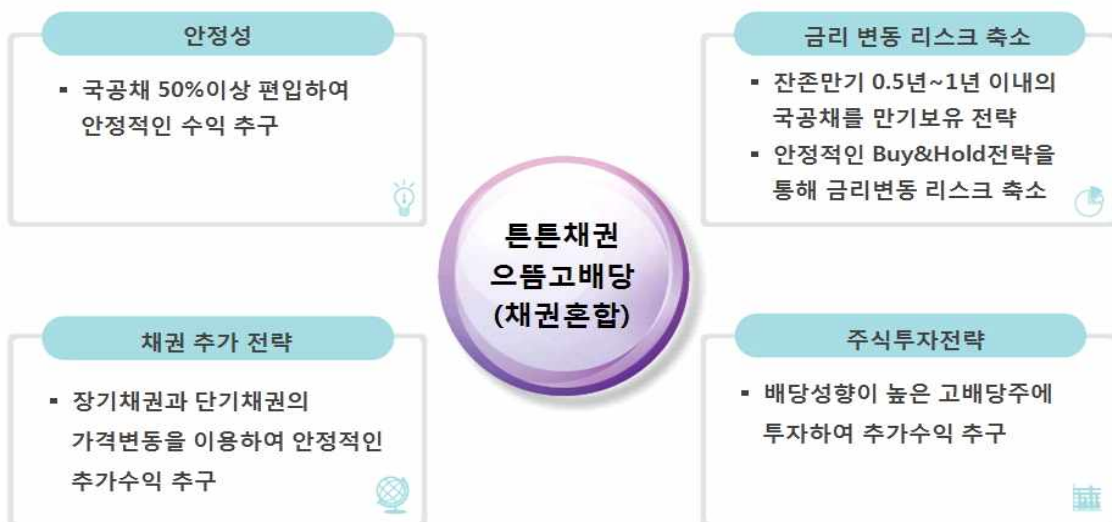 안정성
▪ 국공채 50%이상 편입하여
안정적인 수익 추구
금리 변동 리스크 축소
▪ 잔존만기 0.5년~1년 이내의
국공채를 만기보유 전략
▪ 안정적인 Buy&Hold전략을
통해 금리변동 리스크 축소
튼튼채권
으뜸고배당
(채권혼합)
채권 추가 전략
▪ 장기채권과 단기채권의
가격변동을 이용하여 안정적인
추가수익 추구
주식투자전략
▪ 배당성향이 높은 고배당주에
투자하여 추가수익 추구